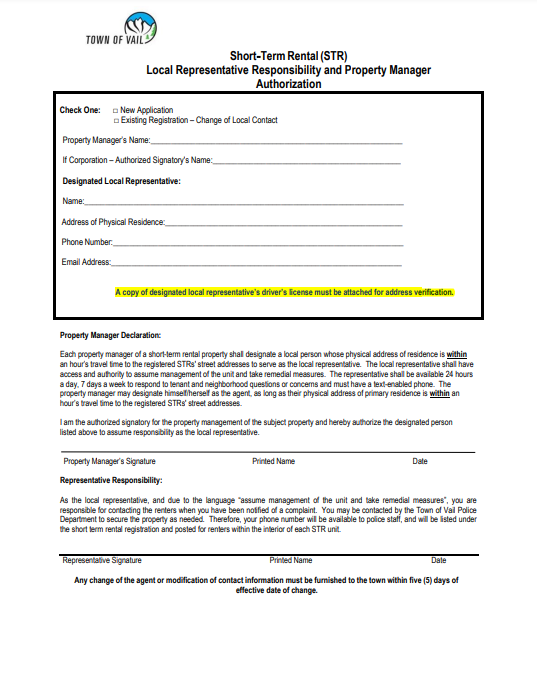 TOWN OF VAIL
Short-Term Rental (STR)
Local Representative Responsibility and Property Manager
Authorization
Check One: □ New Application
□ Existing Registration – Change of Local Contact
Property Manager's Name:
If Corporation – Authorized Signatory's Name:
Designated Local Representative:
Name:
Address of Physical Residence:
Phone Number:
Email Address:
A copy of designated local representative's driver's license must be attached for address verification.
Property Manager Declaration:
Each property manager of a short-term rental property shall designate a local person whose physical address of residence is within
an hour's travel time to the registered STRs' street addresses to serve as the local representative. The local representative shall have
access and authority to assume management of the unit and take remedial measures. The representative shall be available 24 hours
a day, 7 days a week to respond to tenant and neighborhood questions or concerns and must have a text-enabled phone. The
property manager may designate himself/herself as the agent, as long as their physical address of primary residence is within an
hour's travel time to the registered STRs' street addresses.
I am the authorized signatory for the property management of the subject property and hereby authorize the designated person
listed above to assume responsibility as the local representative.
Property Manager's Signature Printed Name Date
Representative Responsibility:
As the local representative, and due to the language "assume management of the unit and take remedial measures", you are
responsible for contacting the renters when you have been notified of a complaint. You may be contacted by the Town of Vail Police
Department to secure the property as needed. Therefore, your phone number will be available to police staff, and will be listed under
the short term rental registration and posted for renters within the interior of each STR unit.
Representative Signature Printed Name Date
Any change of the agent or modification of contact information must be furnished to the town within five (5) days of
effective date of change.